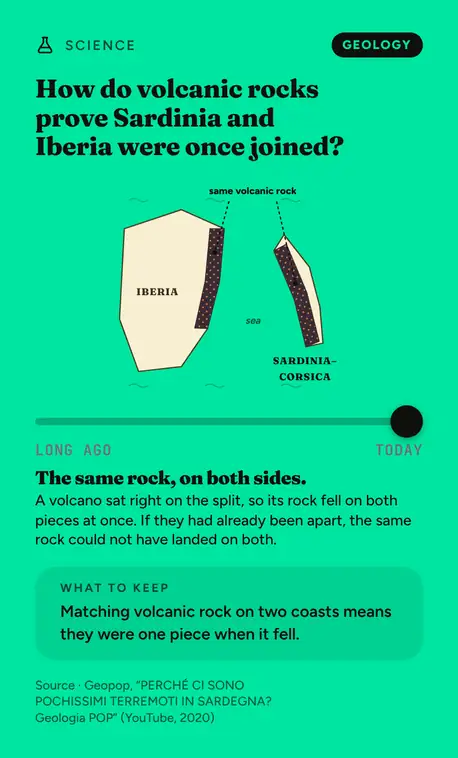 SCIENCE
GEOLOGY
How do volcanic rocks
prove Sardinia and
Iberia were once joined?
same volcanic rock
IBERIA
sea
SARDINIA–
CORSICA
LONG AGO
TODAY
The same rock, on both sides.
A volcano sat right on the split, so its rock fell on both
pieces at once. If they had already been apart, the same
rock could not have landed on both.
WHAT TO KEEP
Matching volcanic rock on two coasts means
they were one piece when it fell.
Source · Geopop, “PERCHÉ CI SONO
POCHISSIMI TERREMOTI IN SARDEGNA?
Geologia POP” (YouTube, 2020)